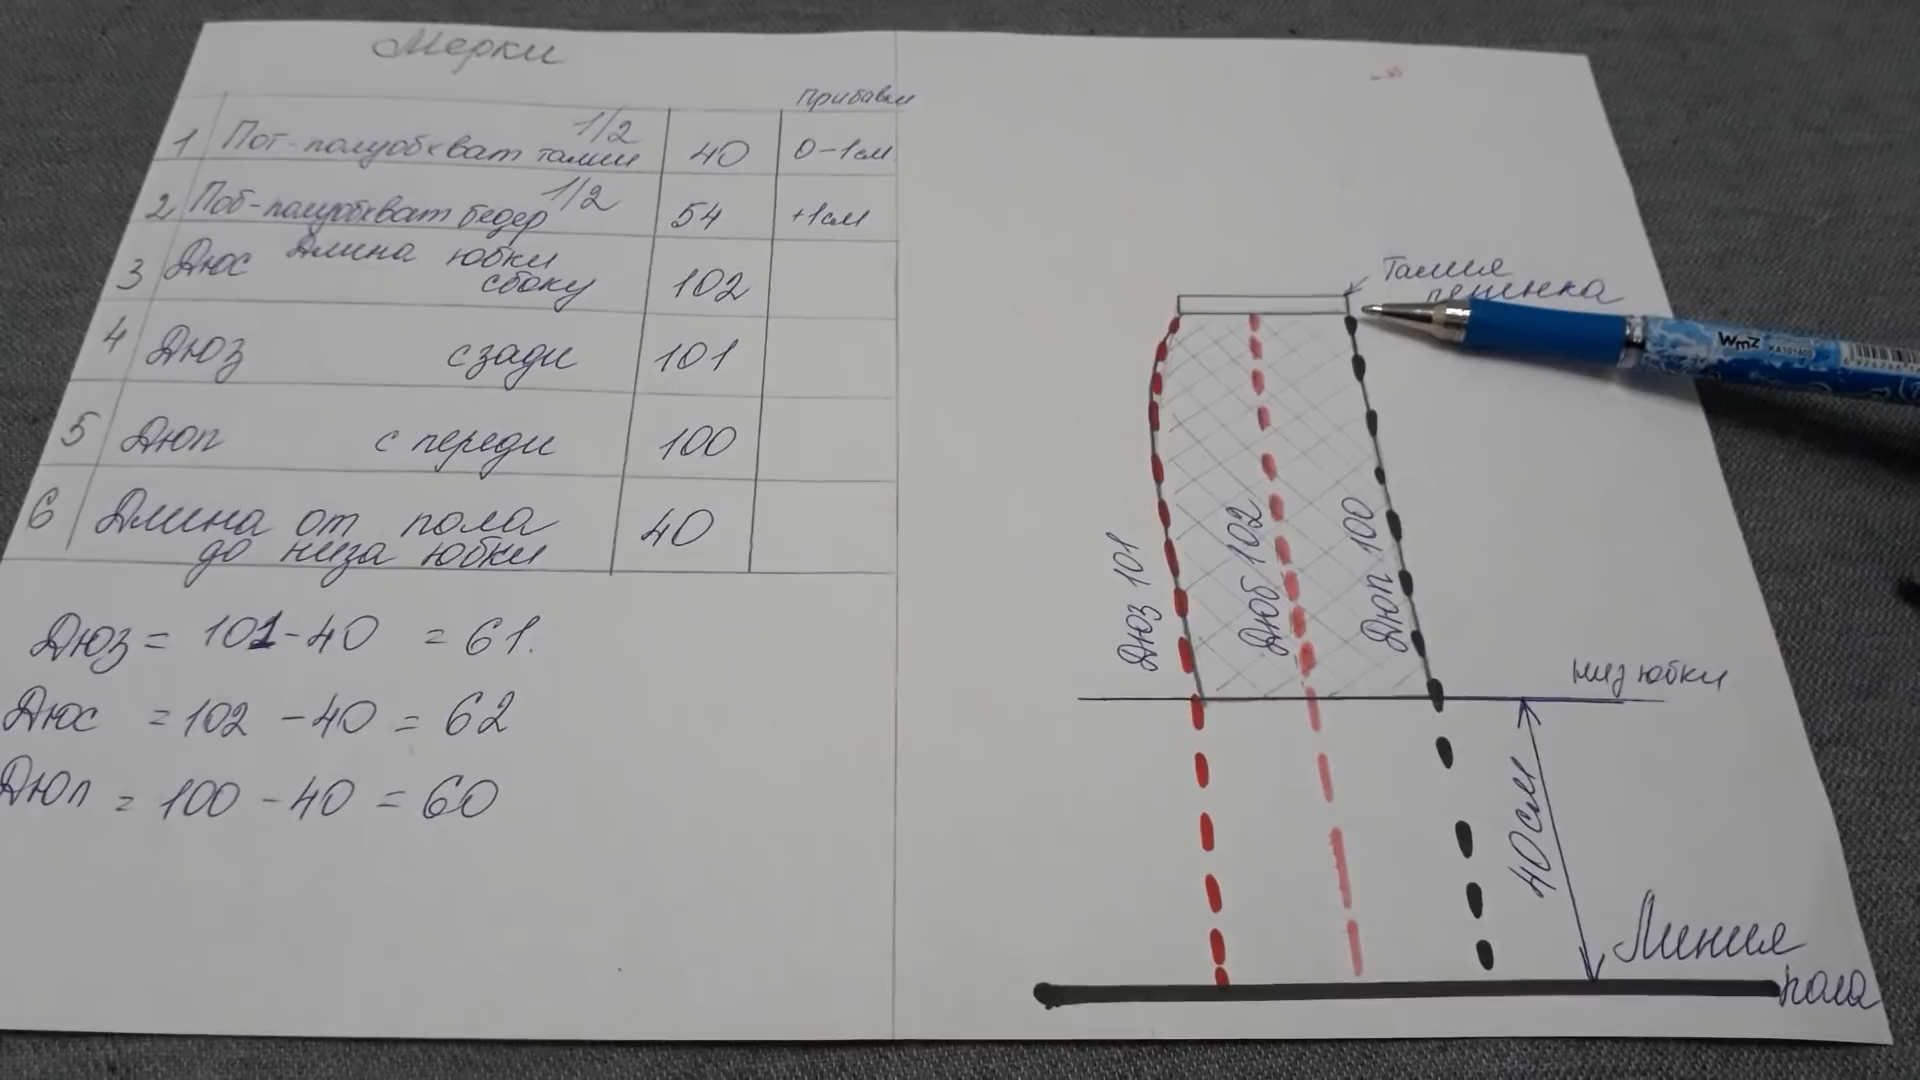 Мерки
Прибавки
1 Пот-полуобхват талии 1/2 40 0-1см
2 Поб-полуобхват бедер 1/2 54 +1см
3 Дюс Длина юбки
сбоку 102
4 Дюз сзади 101
5 Дюп с переди 100
6 Длина от пола
до низа юбки 40
Дюз = 101-40 = 61.
Дюс = 102 - 40 = 62
Дюп = 100 - 40 = 60
Талия
Дюз 101
Дюб 102
Дюп 100
низ юбки
40см
Линия
пола
WmZ